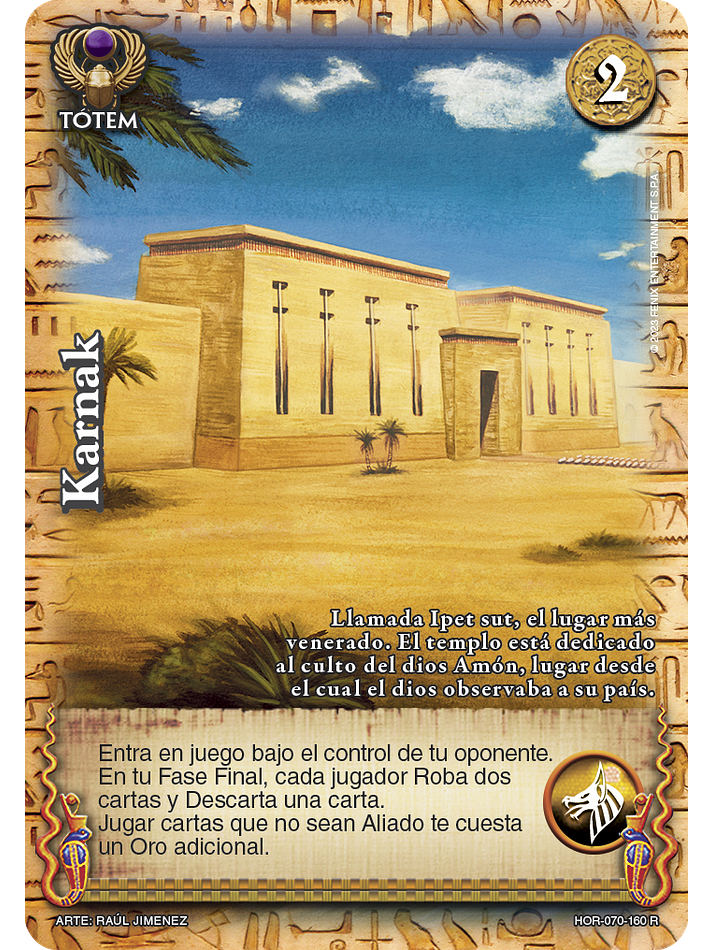 TÓTEM
2
© 2023 FENIX ENTERTAINMENT S.P.A.
Karnak
Llamada Ipet sut, el lugar más
venerado. El templo está dedicado
al culto del dios Amón, lugar desde
el cual el dios observaba a su país.
Entra en juego bajo el control de tu oponente.
En tu Fase Final, cada jugador Roba dos
cartas y Descarta una carta.
Jugar cartas que no sean Aliado te cuesta
un Oro adicional.
ARTE: RAÚL JIMENEZ
HOR-070-160 R